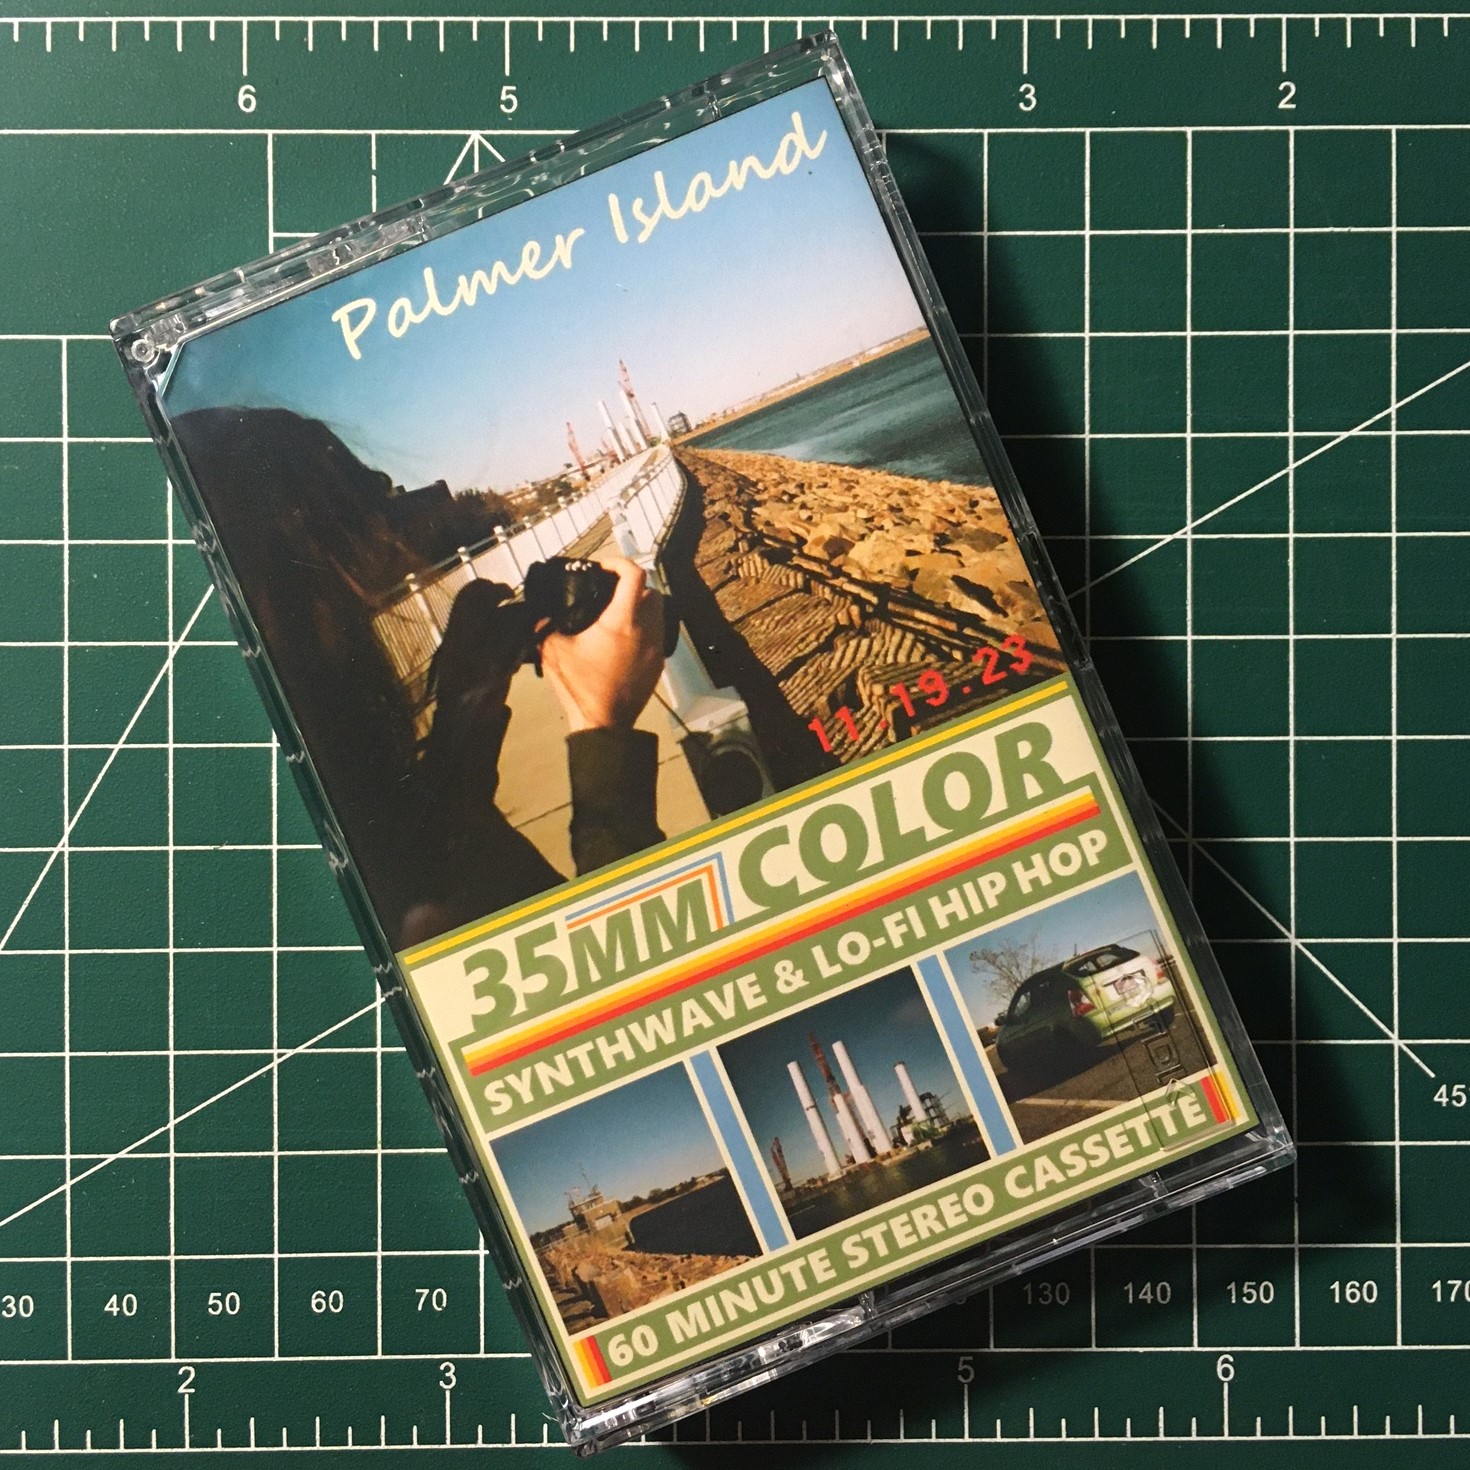 6 5 3 2
Palmer Island
11.19.23
35MM COLOR
SYNTHWAVE & LO-FI HIP HOP
60 MINUTE STEREO CASSETTE
45°
30 40 50 60 70 130 140 150 160 170
2 3 5 6